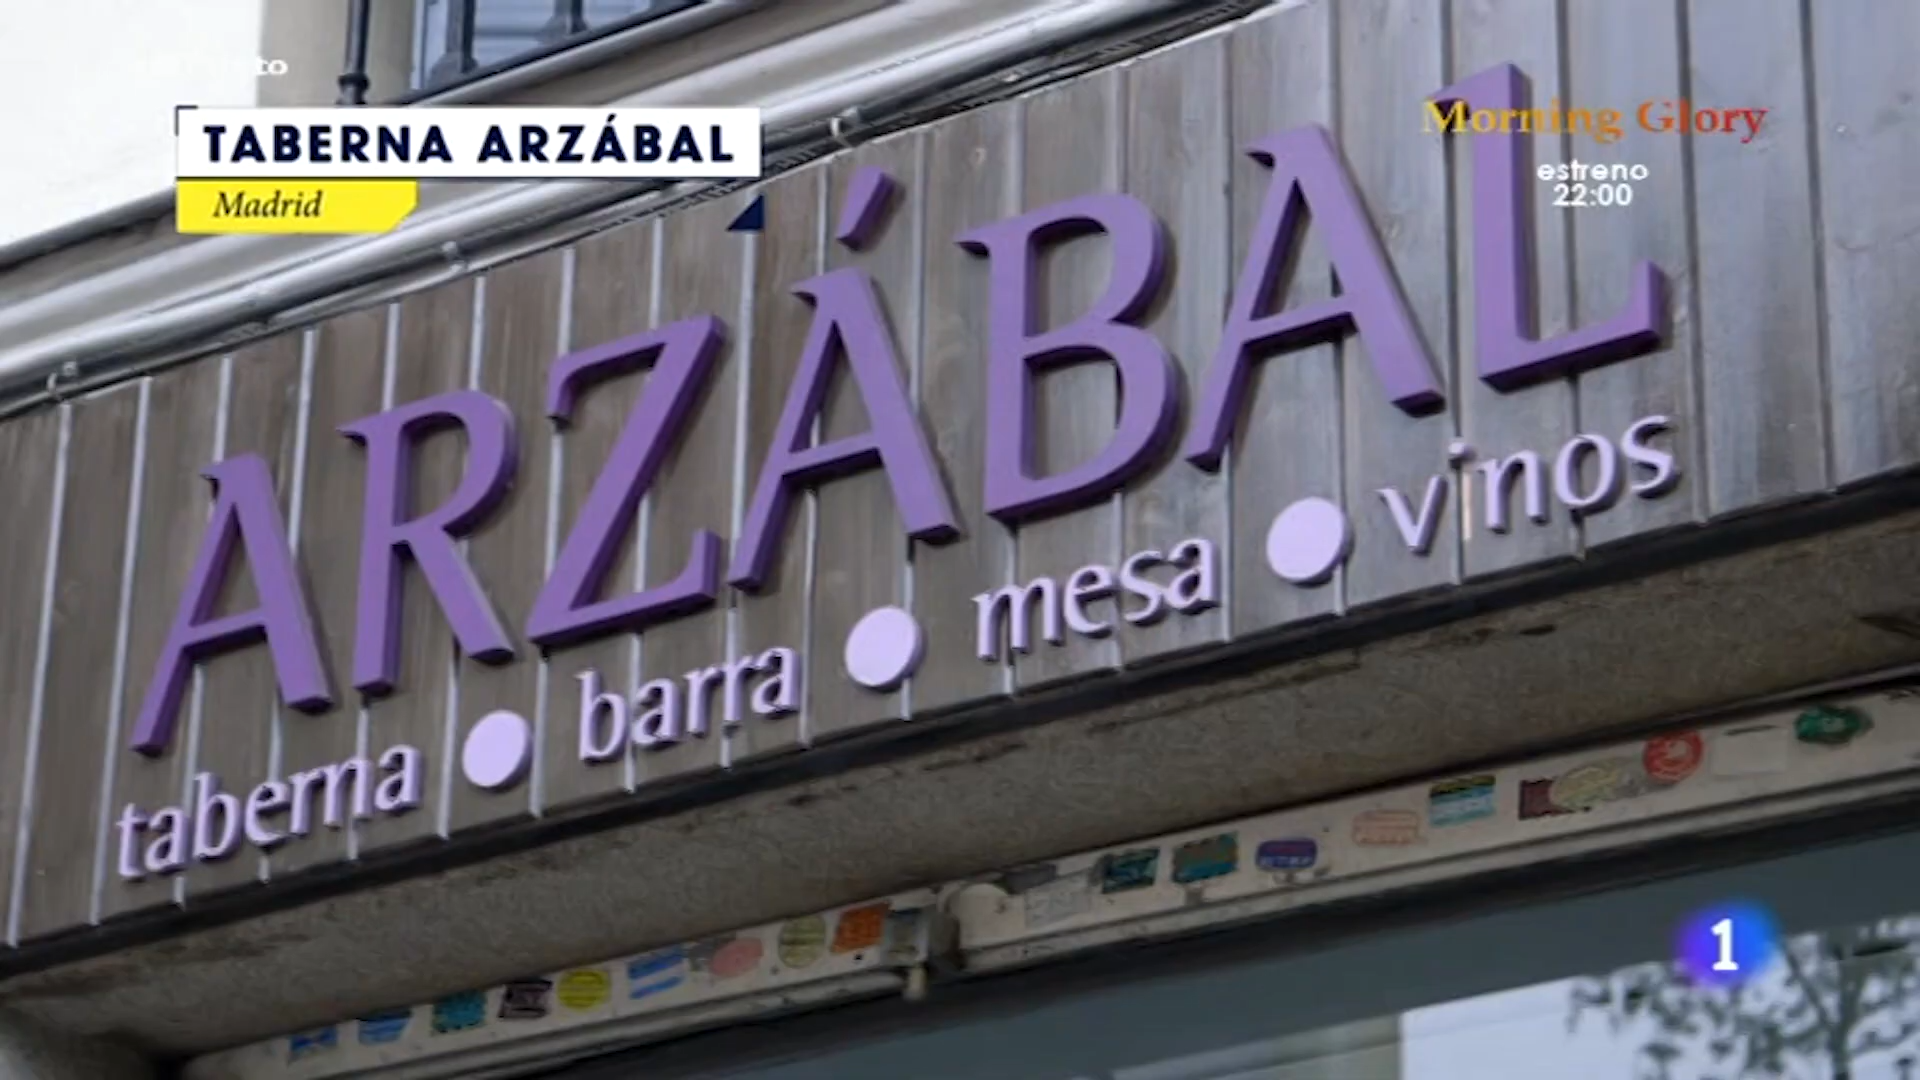 TABERNA ARZÁBAL
Madrid
Morning Glory
estreno
22:00
ARZÁBAL
taberna • barra • mesa • vinos
1